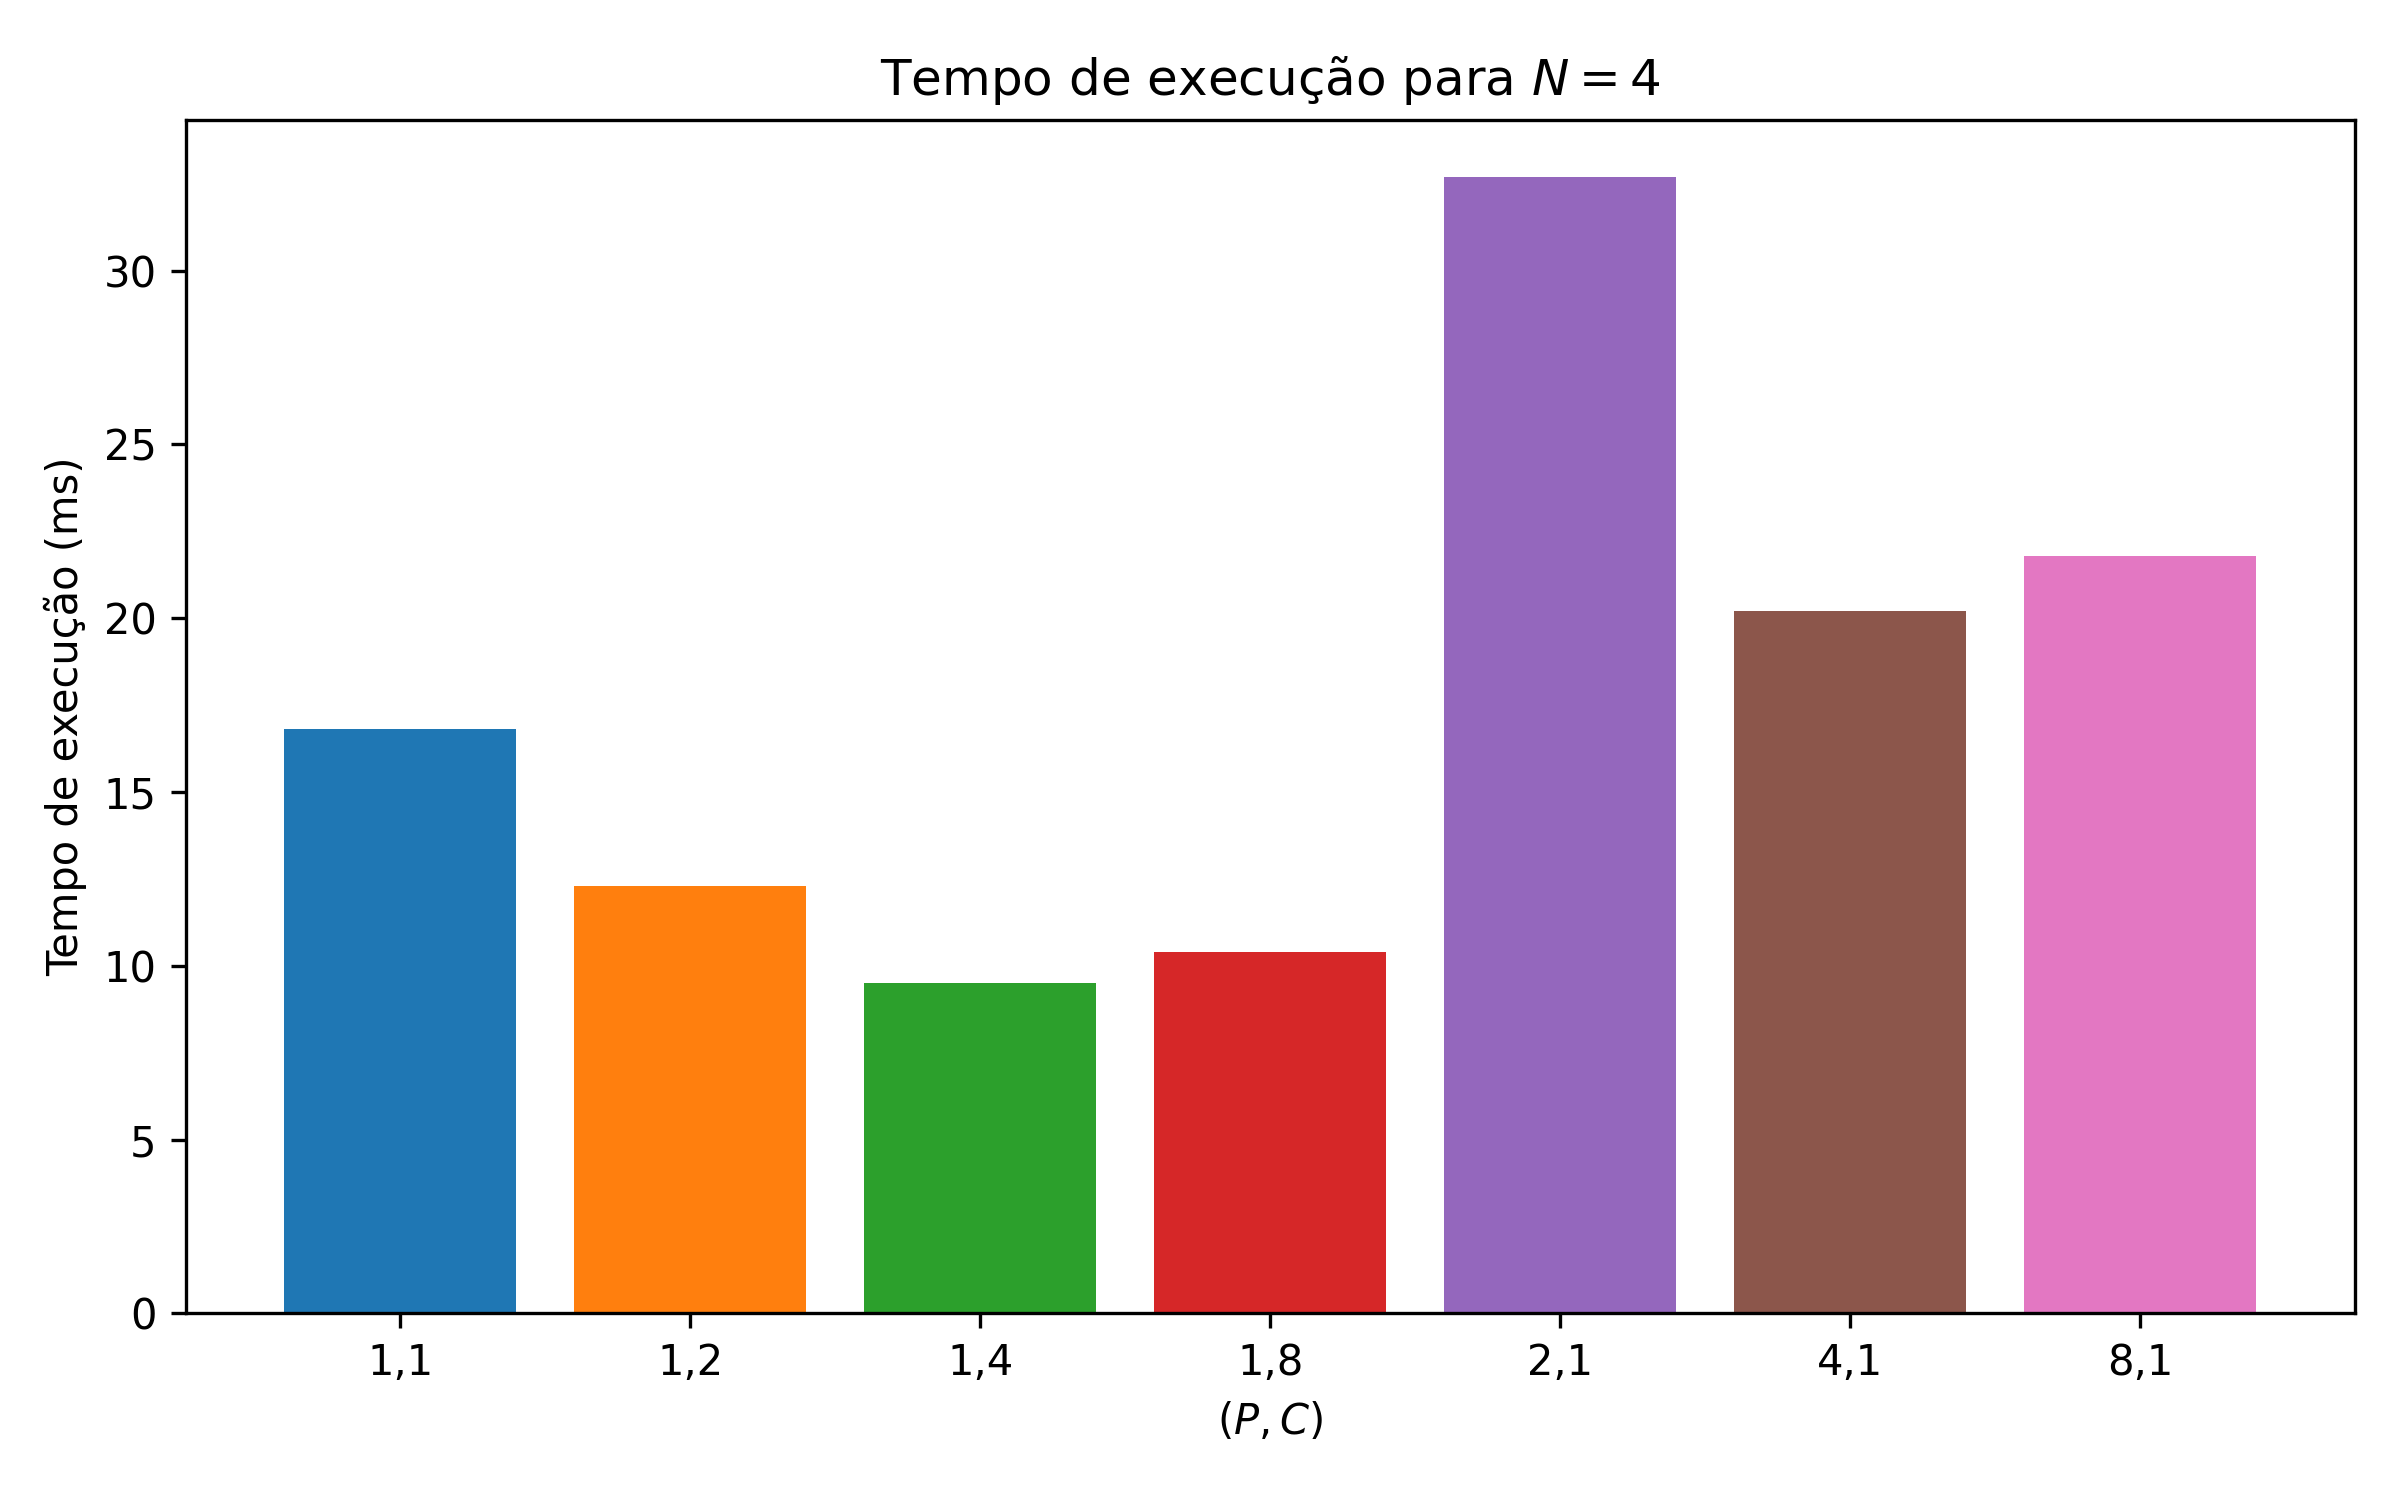 Tempo de execução para N = 4
Tempo de execução (ms)
30
25
20
15
10
5
0
1,1 1,2 1,4 1,8 2,1 4,1 8,1
(P, C)